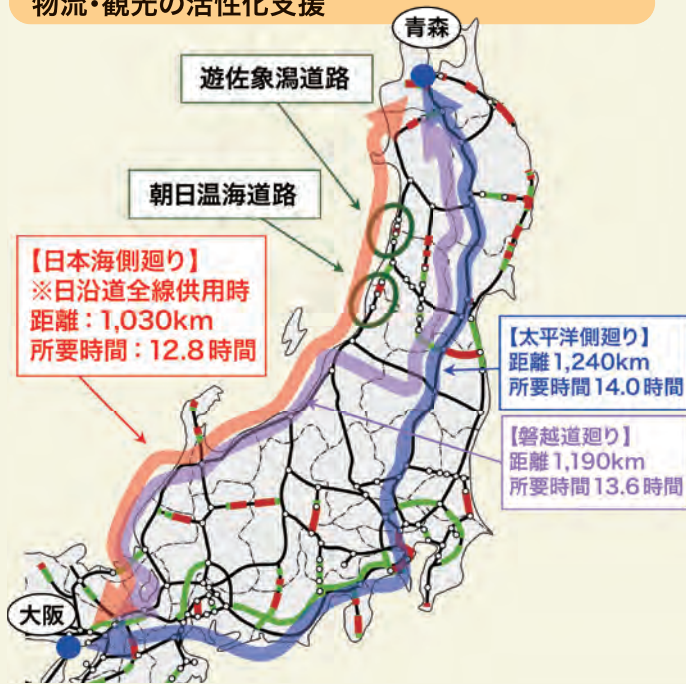 物流・観光の活性化支援
青森
遊佐象潟道路
朝日温海道路
【日本海側廻り】
※日沿道全線供用時
距離：1,030km
所要時間：12.8時間
【太平洋側廻り】
距離1,240km
所要時間14.0時間
【磐越道廻り】
距離1,190km
所要時間13.6時間
大阪